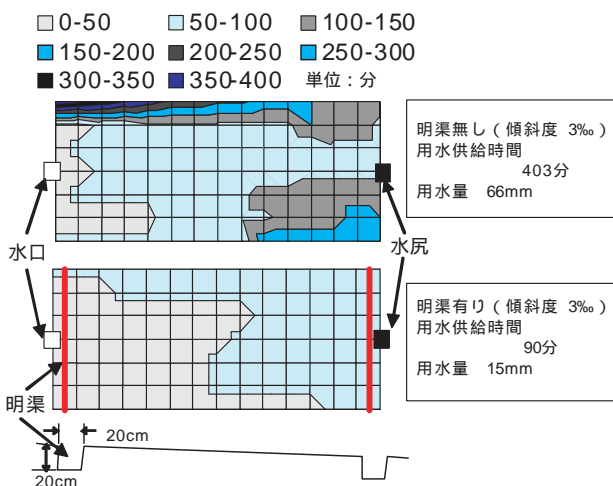 0-50 50-100 100-150
150-200 200-250 250-300
300-350 350-400 単位：分
明渠無し（傾斜度 3‰）
用水供給時間
403分
用水量 66mm
水口
水尻
明渠有り（傾斜度 3‰）
用水供給時間
90分
用水量 15mm
明渠
20cm
20cm